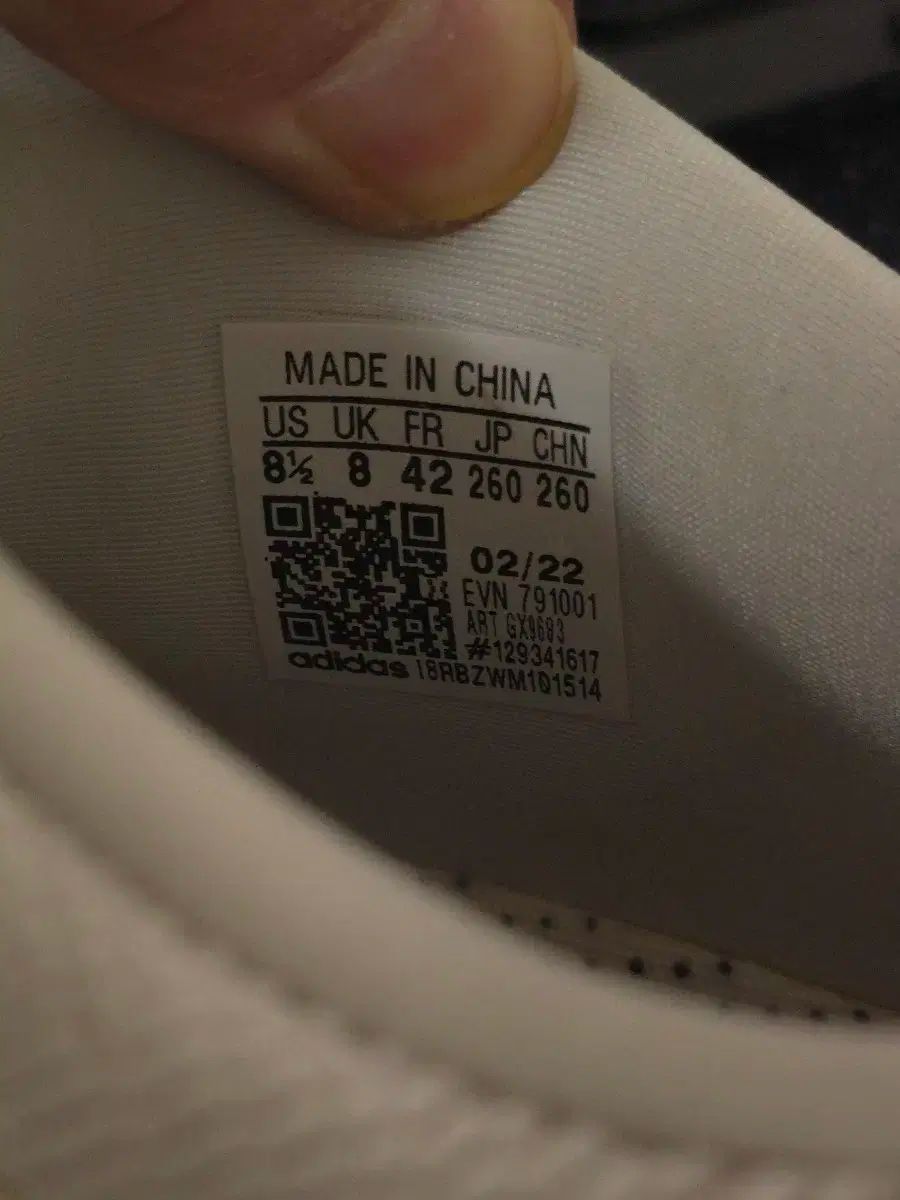 MADE IN CHINA
US UK FR JP CHN
8½ 8 42 260 260
02/22
EVN 791001
ART GX9683
#129341617
adidas I8RBZWM1Q1514